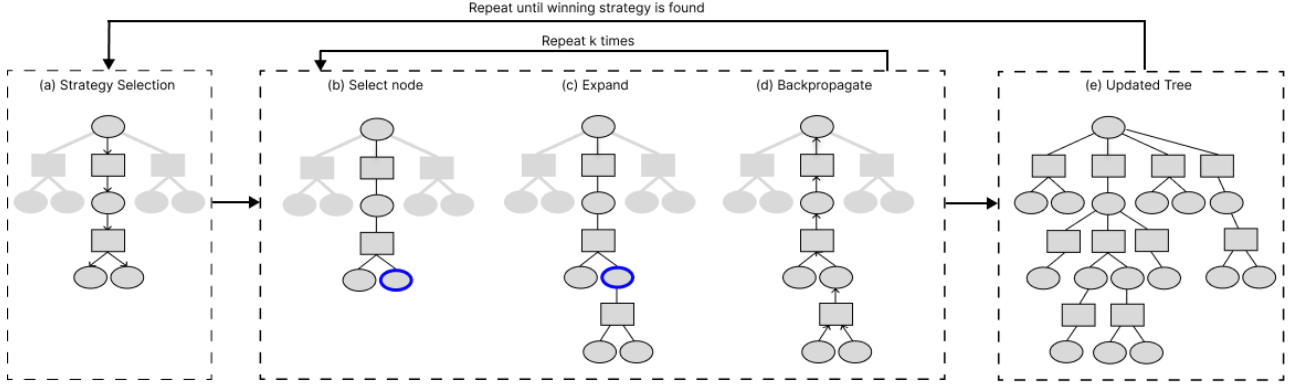 Repeat until winning strategy is found
Repeat k times
(a) Strategy Selection
(b) Select node
(c) Expand
(d) Backpropagate
(e) Updated Tree